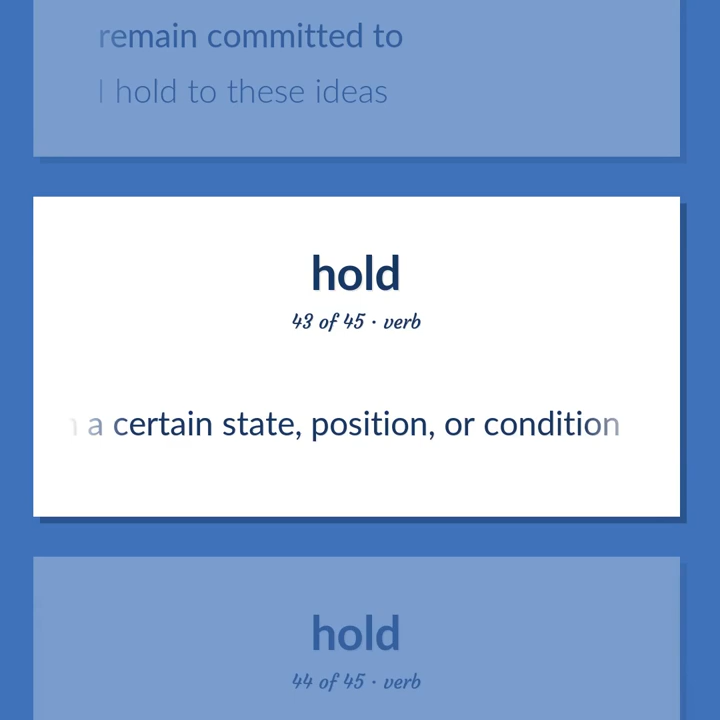 remain committed to
I hold to these ideas
hold
43 of 45 · verb
a certain state, position, or condition
hold
44 of 45 · verb